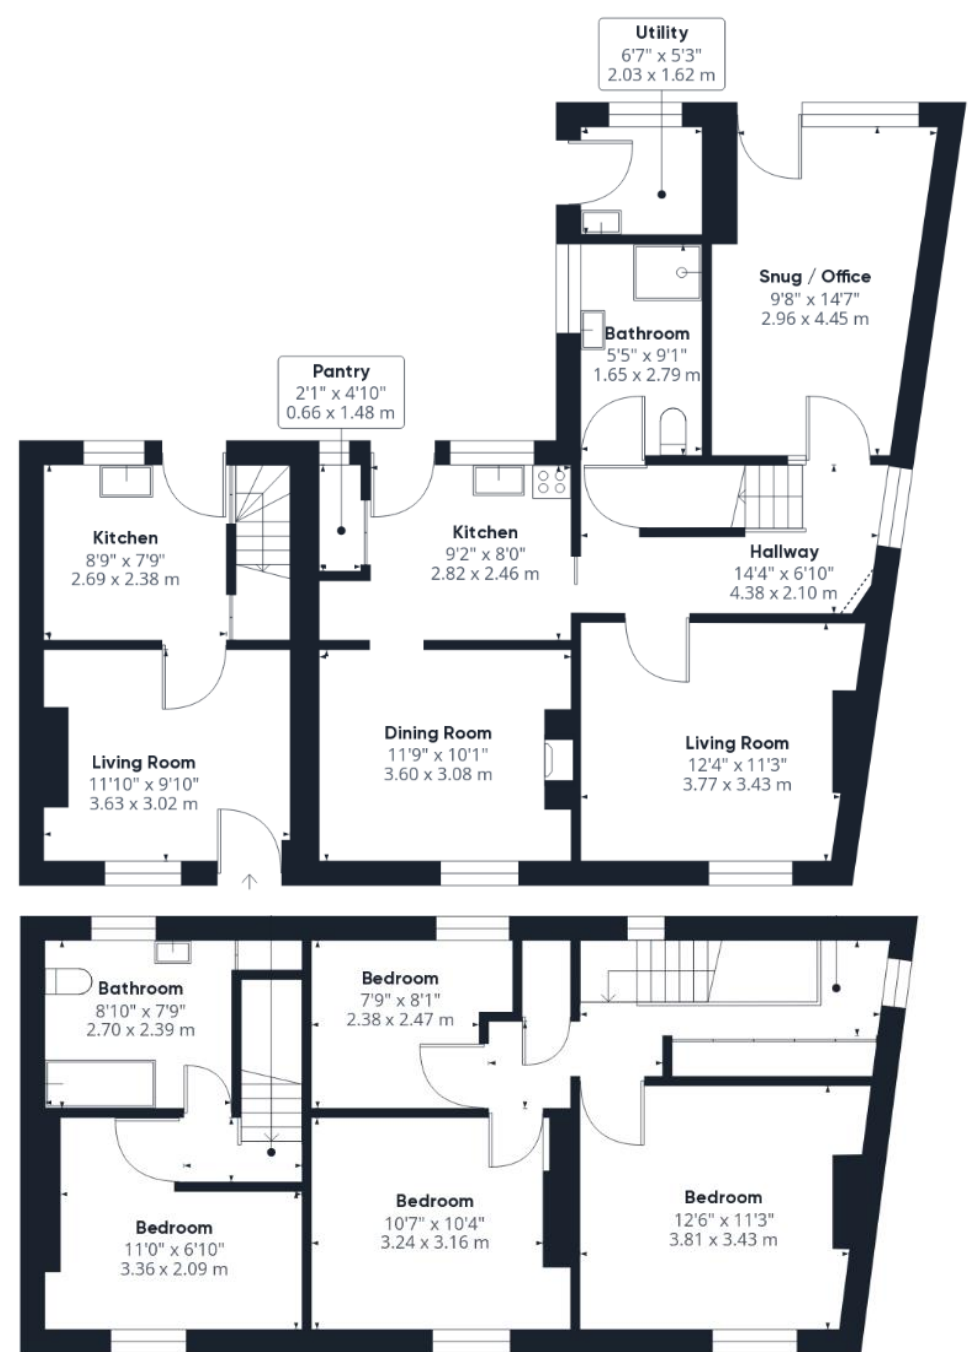 Utility
6'7" x 5'3"
2.03 x 1.62 m
Snug / Office
9'8" x 14'7"
2.96 x 4.45 m
Bathroom
5'5" x 9'1"
1.65 x 2.79 m
Pantry
2'1" x 4'10"
0.66 x 1.48 m
Kitchen
8'9" x 7'9"
2.69 x 2.38 m
Kitchen
9'2" x 8'0"
2.82 x 2.46 m
Hallway
14'4" x 6'10"
4.38 x 2.10 m
Living Room
11'10" x 9'10"
3.63 x 3.02 m
Dining Room
11'9" x 10'1"
3.60 x 3.08 m
Living Room
12'4" x 11'3"
3.77 x 3.43 m
Bathroom
8'10" x 7'9"
2.70 x 2.39 m
Bedroom
7'9" x 8'1"
2.38 x 2.47 m
Bedroom
11'0" x 6'10"
3.36 x 2.09 m
Bedroom
10'7" x 10'4"
3.24 x 3.16 m
Bedroom
12'6" x 11'3"
3.81 x 3.43 m